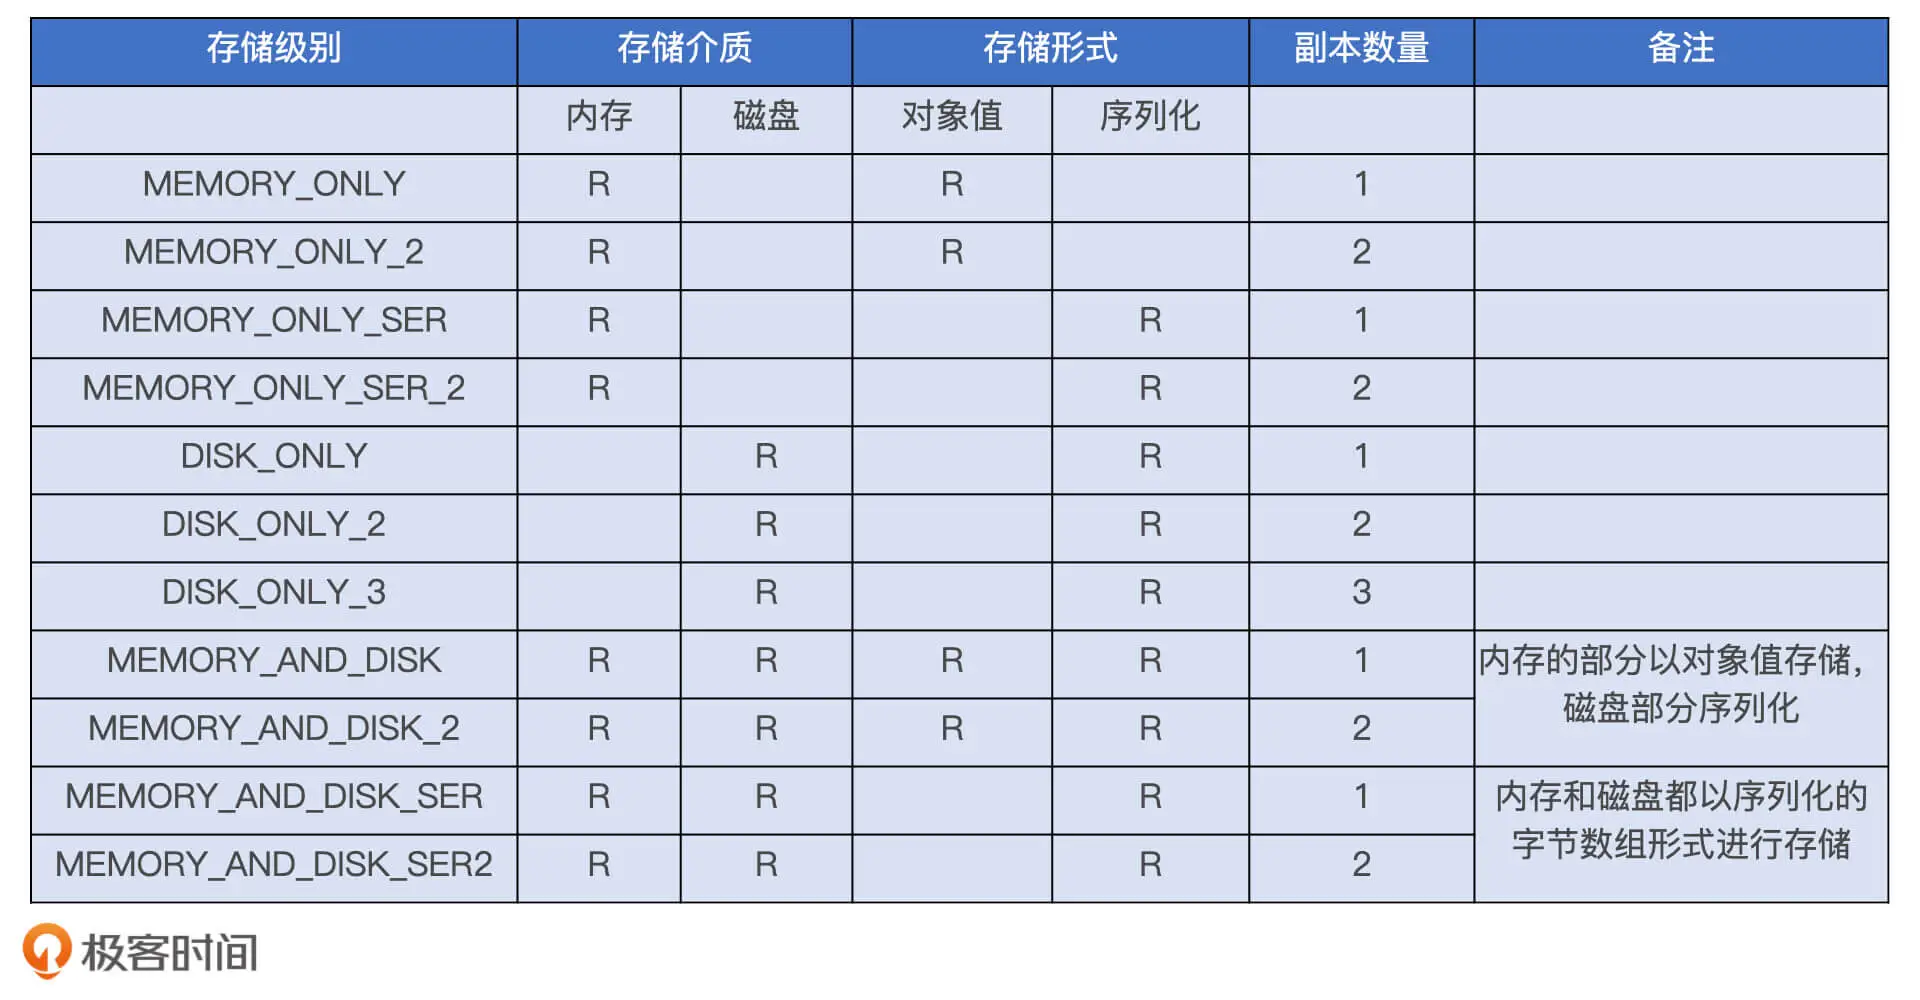 存储级别 存储介质 存储形式 副本数量 备注
内存 磁盘 对象值 序列化
MEMORY_ONLY R R 1
MEMORY_ONLY_2 R R 2
MEMORY_ONLY_SER R R 1
MEMORY_ONLY_SER_2 R R 2
DISK_ONLY R R 1
DISK_ONLY_2 R R 2
DISK_ONLY_3 R R 3
MEMORY_AND_DISK R R R R 1
内存的部分以对象值存储，
磁盘部分序列化
MEMORY_AND_DISK_2 R R R R 2
MEMORY_AND_DISK_SER R R R 1
内存和磁盘都以序列化的
字节数组形式进行存储
MEMORY_AND_DISK_SER2 R R R 2
极客时间